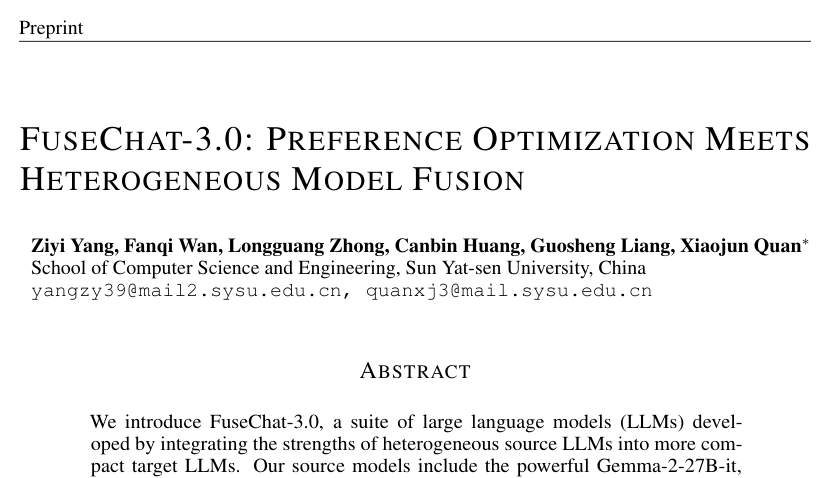 Preprint
FUSECHAT-3.0: PREFERENCE OPTIMIZATION MEETS
HETEROGENEOUS MODEL FUSION
Ziyi Yang, Fanqi Wan, Longguang Zhong, Canbin Huang, Guosheng Liang, Xiaojun Quan*
School of Computer Science and Engineering, Sun Yat-sen University, China
yangzy39@mail2.sysu.edu.cn, quanxj3@mail.sysu.edu.cn
ABSTRACT
We introduce FuseChat-3.0, a suite of large language models (LLMs) devel-
oped by integrating the strengths of heterogeneous source LLMs into more com-
pact target LLMs. Our source models include the powerful Gemma-2-27B-it,